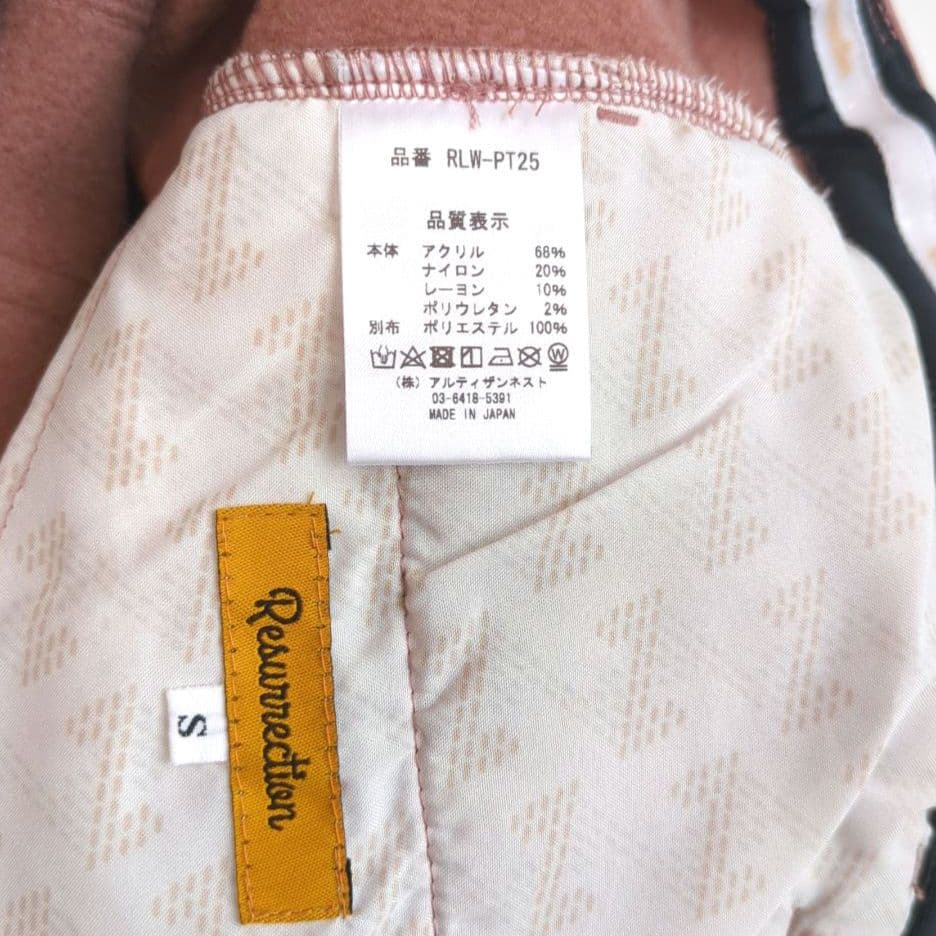 品番 RLW-PT25
品質表示
本体 アクリル 68%
ナイロン 20%
レーヨン 10%
ポリウレタン 2%
別布 ポリエステル 100%
W
(株) アルティザンネスト
03-6418-5391
MADE IN JAPAN
Resurrection
S